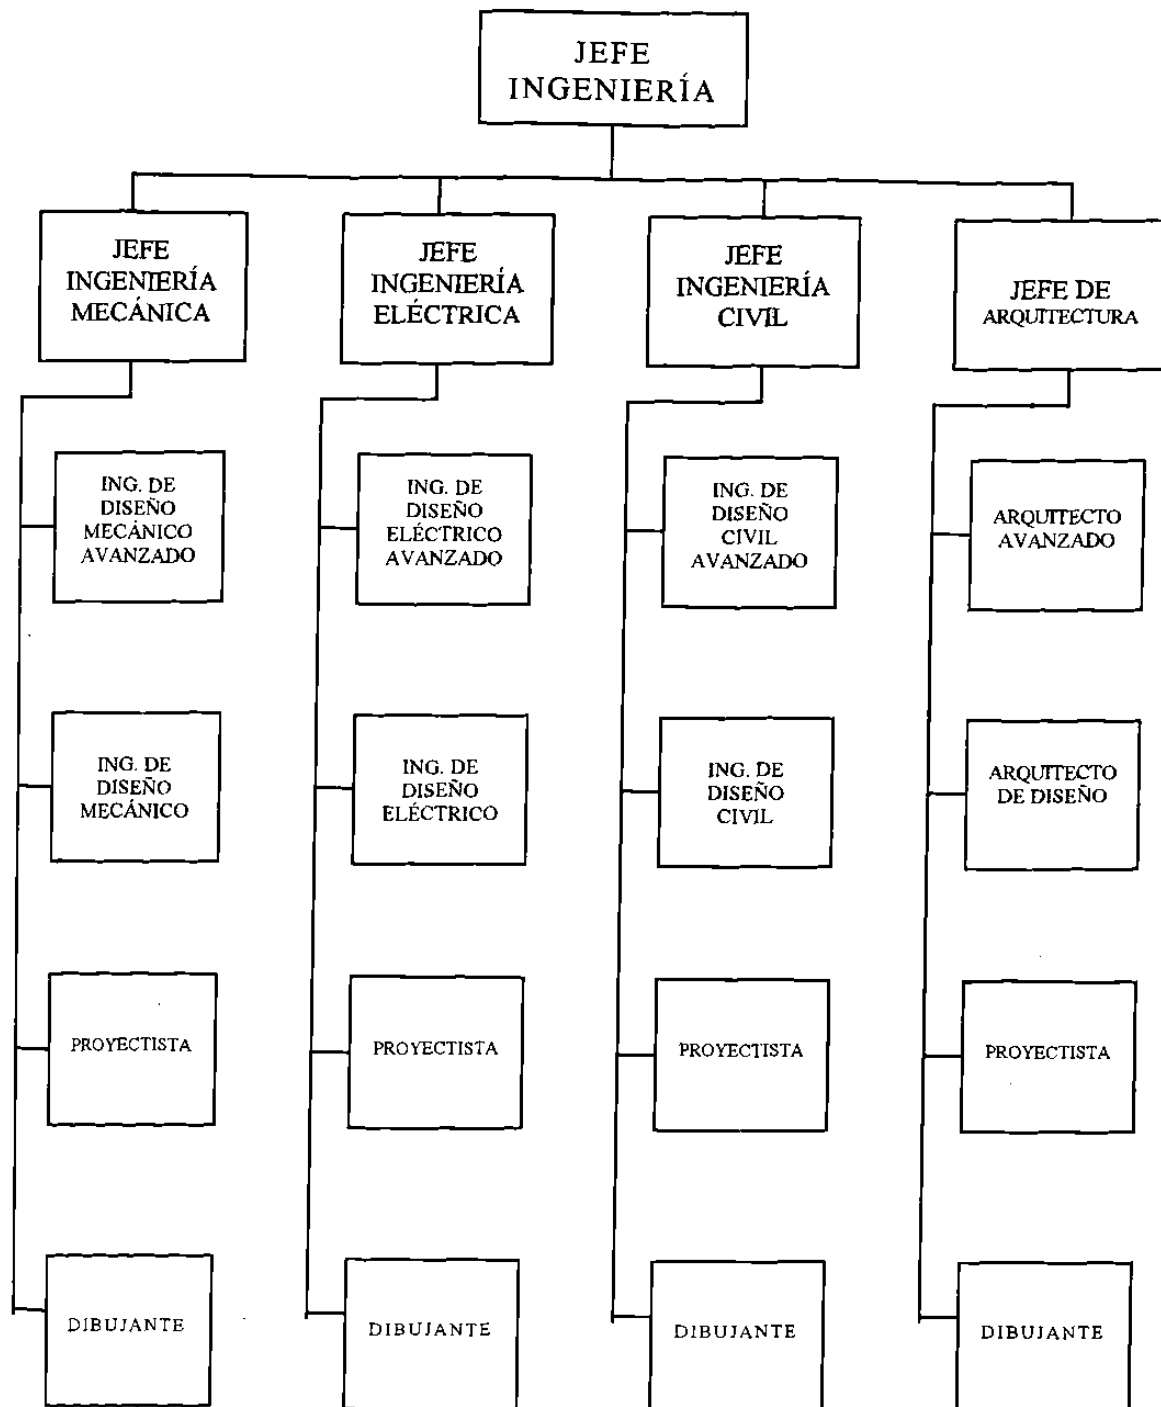 JEFE
INGENIERÍA
JEFE
INGENIERÍA
MECÁNICA
JEFE
INGENIERÍA
ELÉCTRICA
JEFE
INGENIERÍA
CIVIL
JEFE DE
ARQUITECTURA
ING. DE
DISEÑO
MECÁNICO
AVANZADO
ING. DE
DISEÑO
ELÉCTRICO
AVANZADO
ING. DE
DISEÑO
CIVIL
AVANZADO
ARQUITECTO
AVANZADO
ING. DE
DISEÑO
MECÁNICO
ING. DE
DISEÑO
ELÉCTRICO
ING. DE
DISEÑO
CIVIL
ARQUITECTO
DE DISEÑO
PROYECTISTA
PROYECTISTA
PROYECTISTA
PROYECTISTA
DIBUJANTE
DIBUJANTE
DIBUJANTE
DIBUJANTE